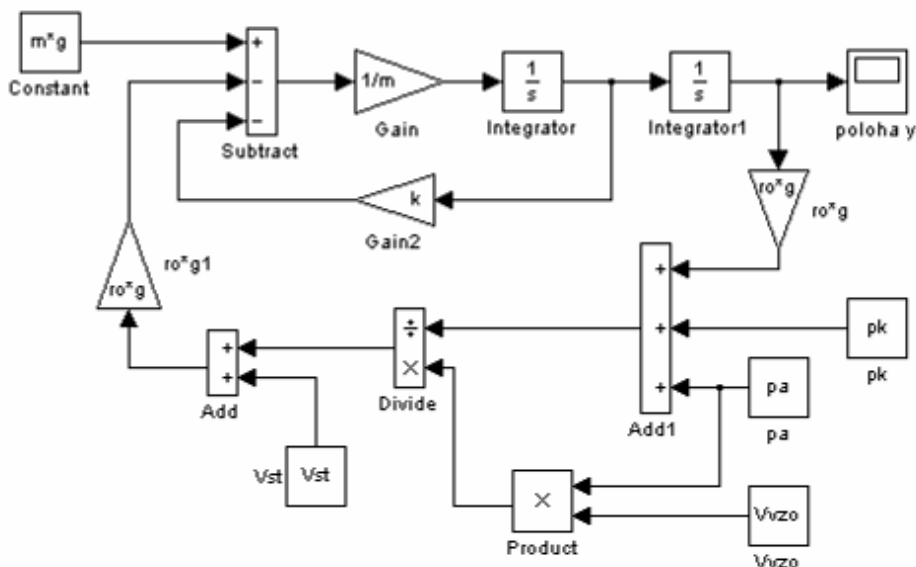 m*g
Constant
+
−
−
Subtract
1/m
Gain
1
s
Integrator
1
s
Integrator1
poloha y
k
Gain2
ro*g
ro*g
ro*g
ro*g1
+
+
+
Add1
pk
pk
pa
pa
÷
×
Divide
+
+
Add
Vst
Vst
×
Product
Vvzo
Vvzo